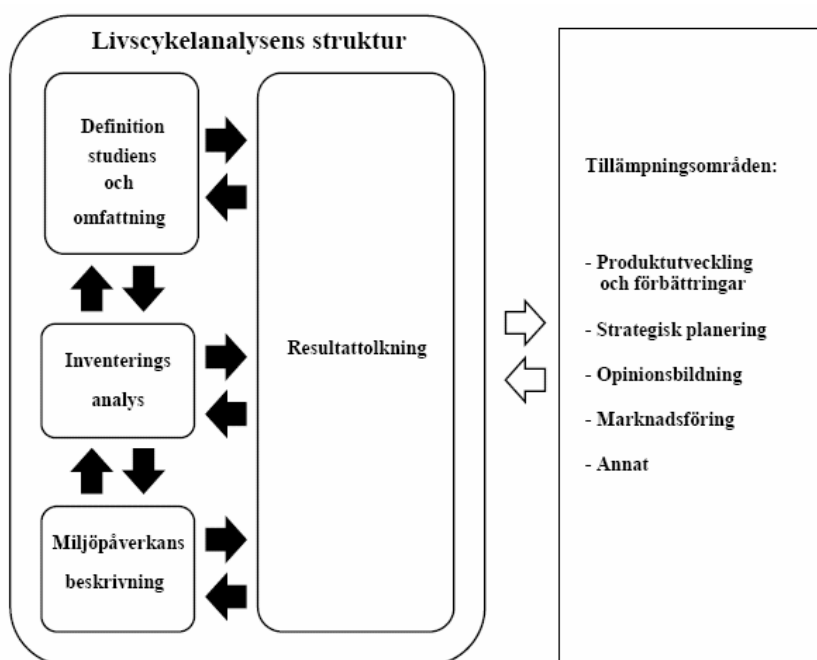 Livscykelanalysens struktur
Definition
studiens
och
omfattning
Inventerings
analys
Miljöpåverkans
beskrivning
Resultattolkning
Tillämpningsområden:
- Produktutveckling
och förbättringar
- Strategisk planering
- Opinionsbildning
- Marknadsföring
- Annat